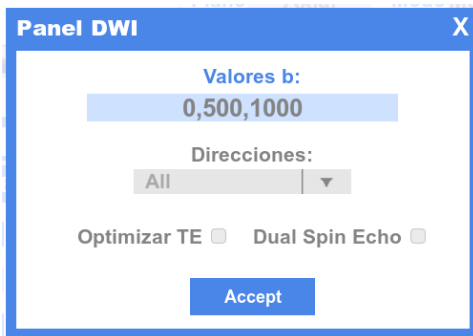 Panel DWI X
Valores b:
0,500,1000
Direcciones:
All
Optimizar TE Dual Spin Echo
Accept